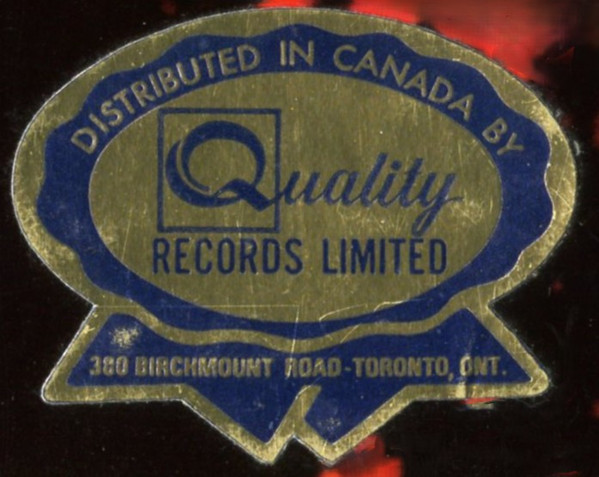 DISTRIBUTED IN CANADA BY
Quality
RECORDS LIMITED
380 BIRCHMOUNT ROAD-TORONTO, ONT.